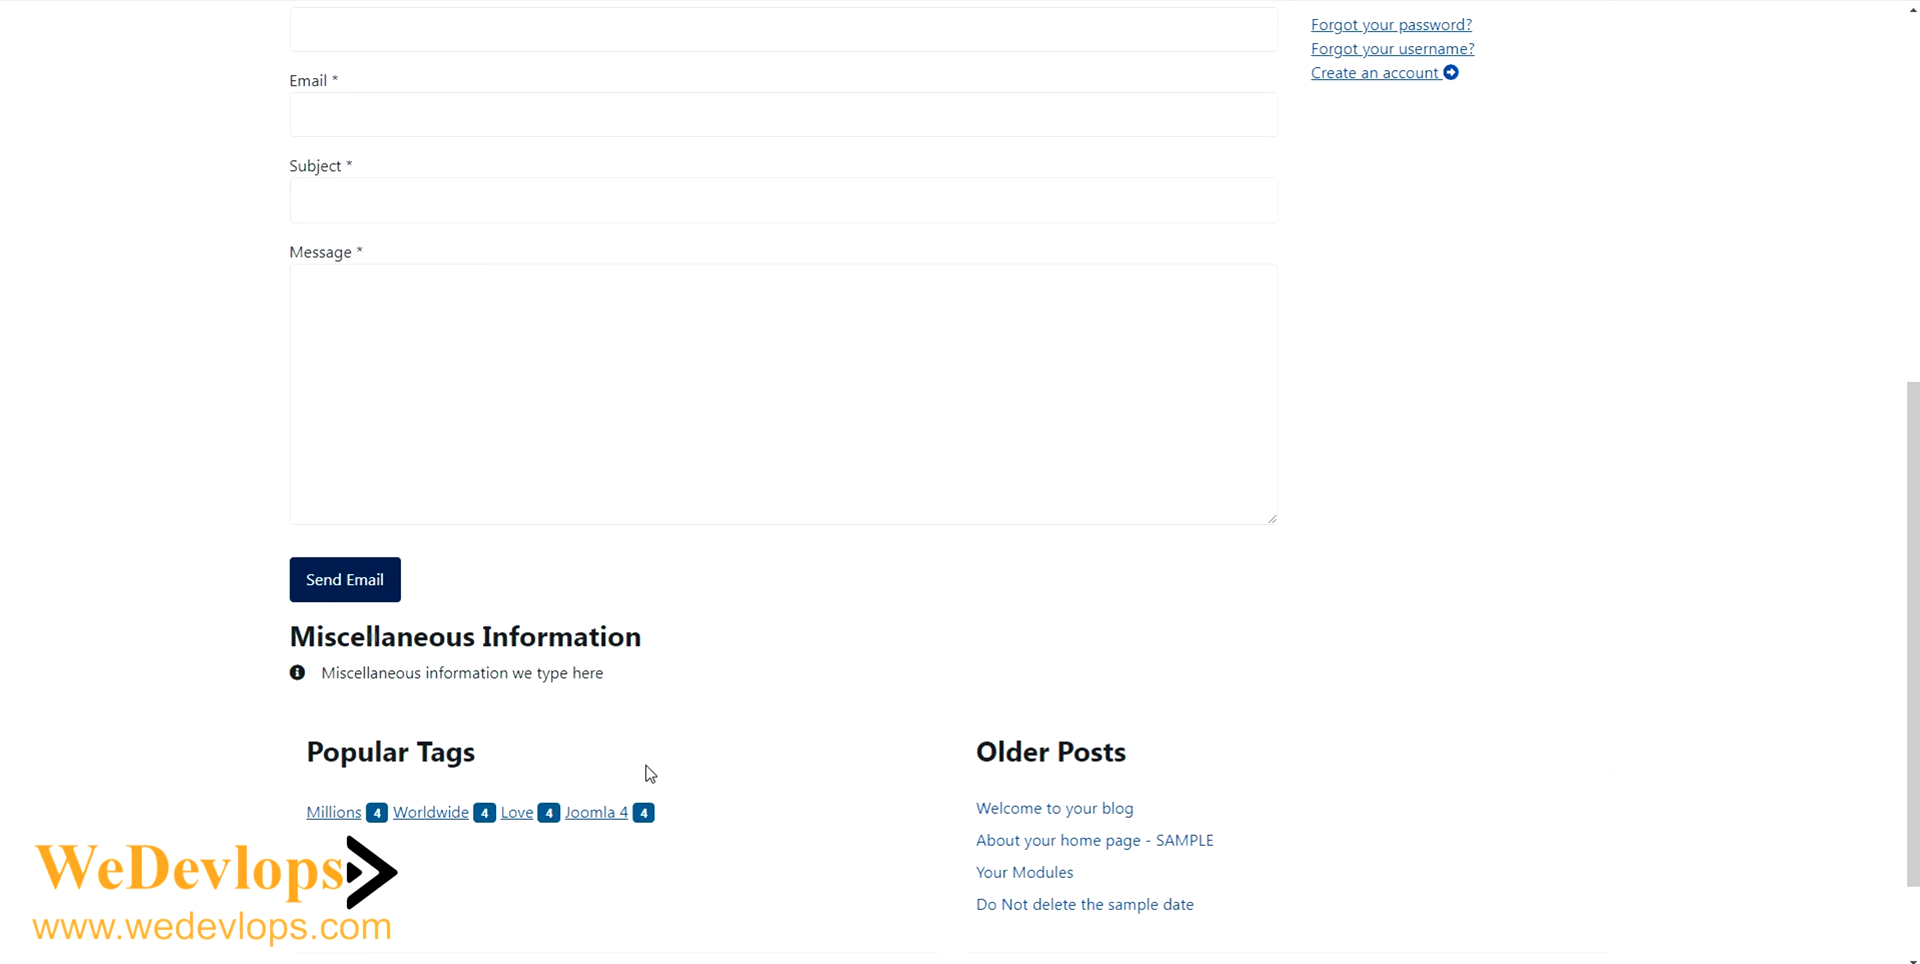 Forgot your password?
Forgot your username?
Create an account
Email *
Subject *
Message *
Send Email
Miscellaneous Information
Miscellaneous information we type here
Popular Tags
Millions 4 Worldwide 4 Love 4 Joomla 4 4
Older Posts
Welcome to your blog
About your home page - SAMPLE
Your Modules
Do Not delete the sample date
WeDevlops
www.wedevlops.com